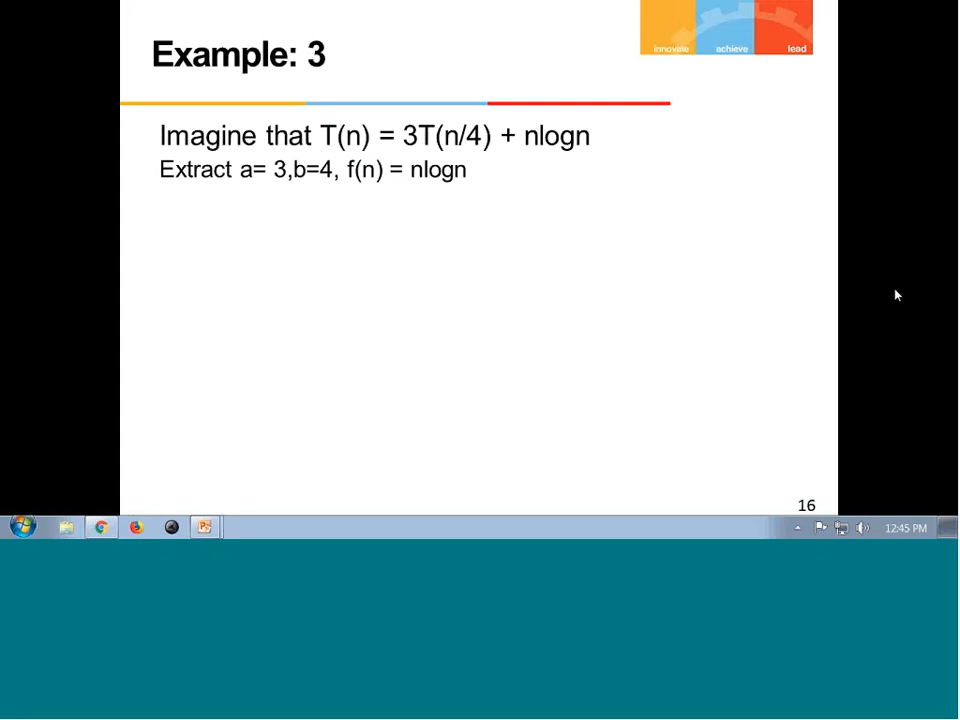 Example: 3
innovate achieve lead
Imagine that T(n) = 3T(n/4) + nlogn
Extract a= 3,b=4, f(n) = nlogn
16
12:45 PM